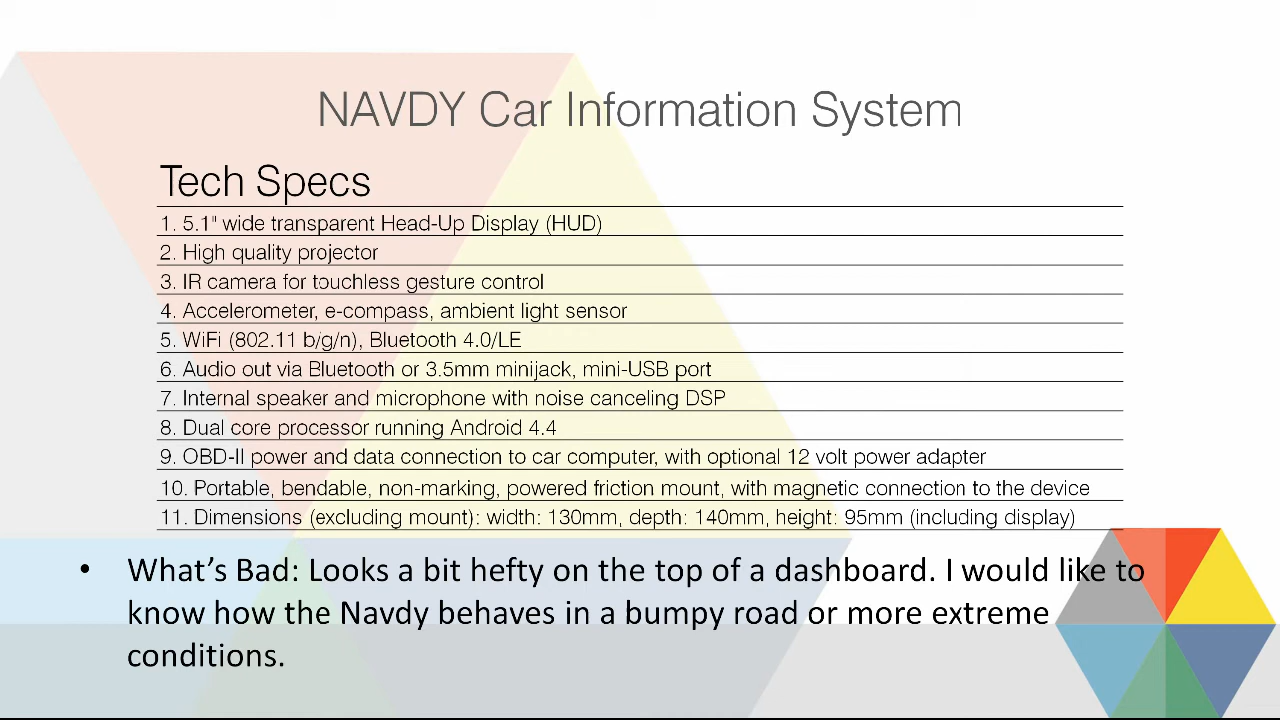 NAVDY Car Information System
Tech Specs
1. 5.1" wide transparent Head-Up Display (HUD)
2. High quality projector
3. IR camera for touchless gesture control
4. Accelerometer, e-compass, ambient light sensor
5. WiFi (802.11 b/g/n), Bluetooth 4.0/LE
6. Audio out via Bluetooth or 3.5mm minijack, mini-USB port
7. Internal speaker and microphone with noise canceling DSP
8. Dual core processor running Android 4.4
9. OBD-II power and data connection to car computer, with optional 12 volt power adapter
10. Portable, bendable, non-marking, powered friction mount, with magnetic connection to the device
11. Dimensions (excluding mount): width: 130mm, depth: 140mm, height: 95mm (including display)
• What’s Bad: Looks a bit hefty on the top of a dashboard. I would like to
know how the Navdy behaves in a bumpy road or more extreme
conditions.